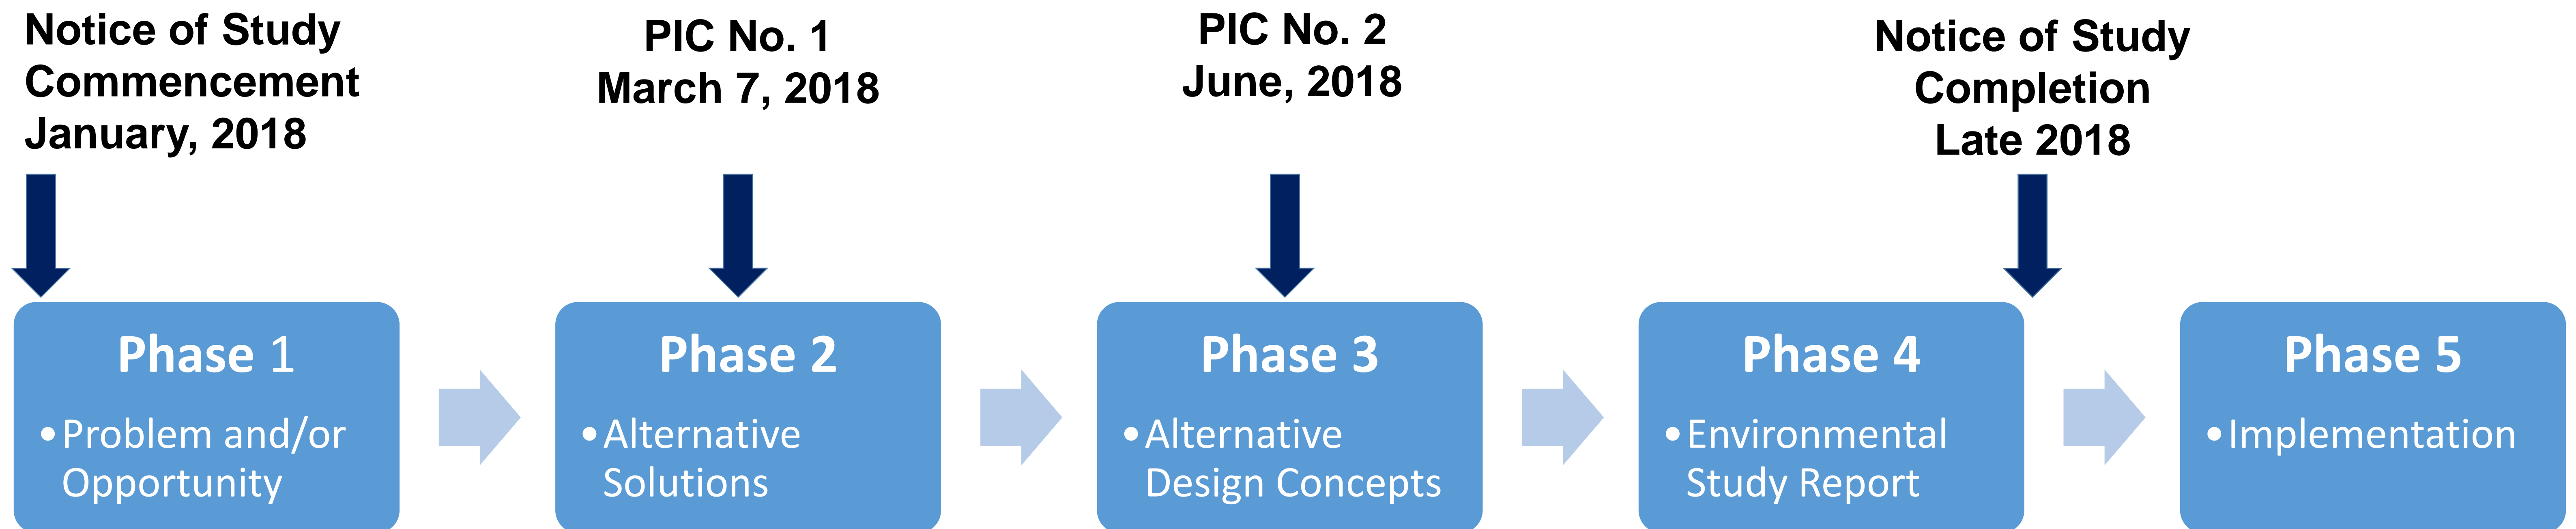 Notice of Study
Commencement
January, 2018
PIC No. 1
March 7, 2018
PIC No. 2
June, 2018
Notice of Study
Completion
Late 2018
Phase 1
•Problem and/or
Opportunity
Phase 2
•Alternative
Solutions
Phase 3
•Alternative
Design Concepts
Phase 4
•Environmental
Study Report
Phase 5
•Implementation